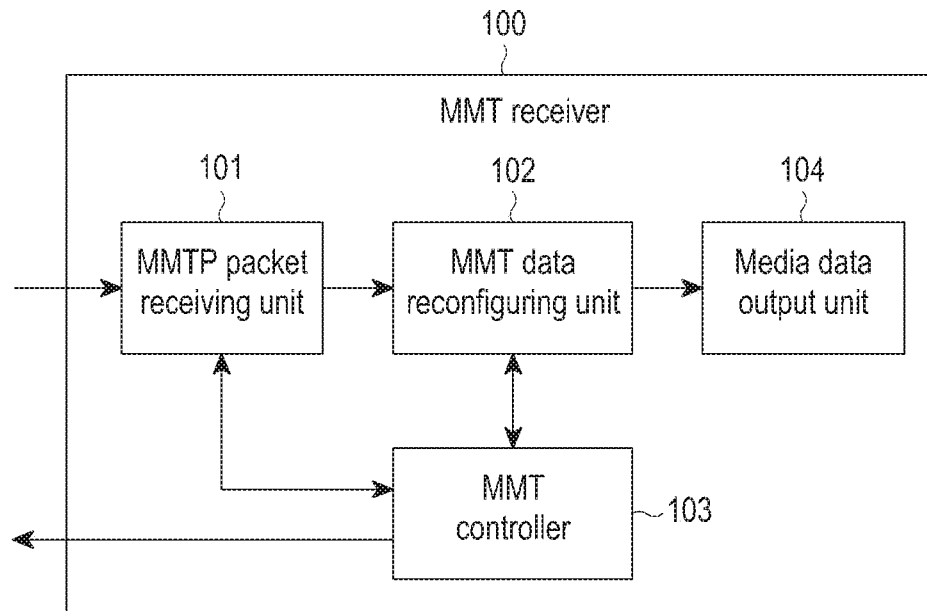 100
MMT receiver
101
102
104
MMTP packet
receiving unit
MMT data
reconfiguring unit
Media data
output unit
MMT
controller
103